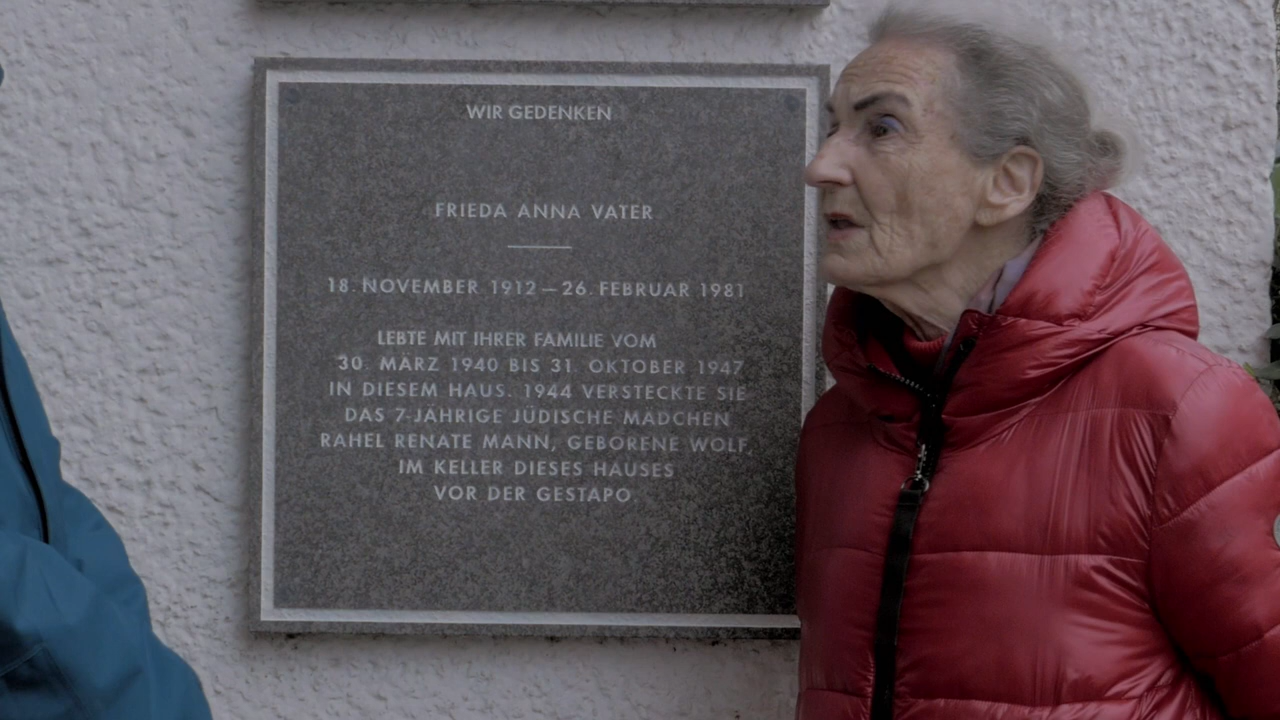 WIR GEDENKEN
FRIEDA ANNA VATER
18. NOVEMBER 1912 — 26. FEBRUAR 1981
LEBTE MIT IHRER FAMILIE VOM
30. MÄRZ 1940 BIS 31. OKTOBER 1947
IN DIESEM HAUS. 1944 VERSTECKTE SIE
DAS 7-JÄHRIGE JÜDISCHE MÄDCHEN
RAHEL RENATE MANN, GEBORENE WOLF,
IM KELLER DIESES HAUSES
VOR DER GESTAPO